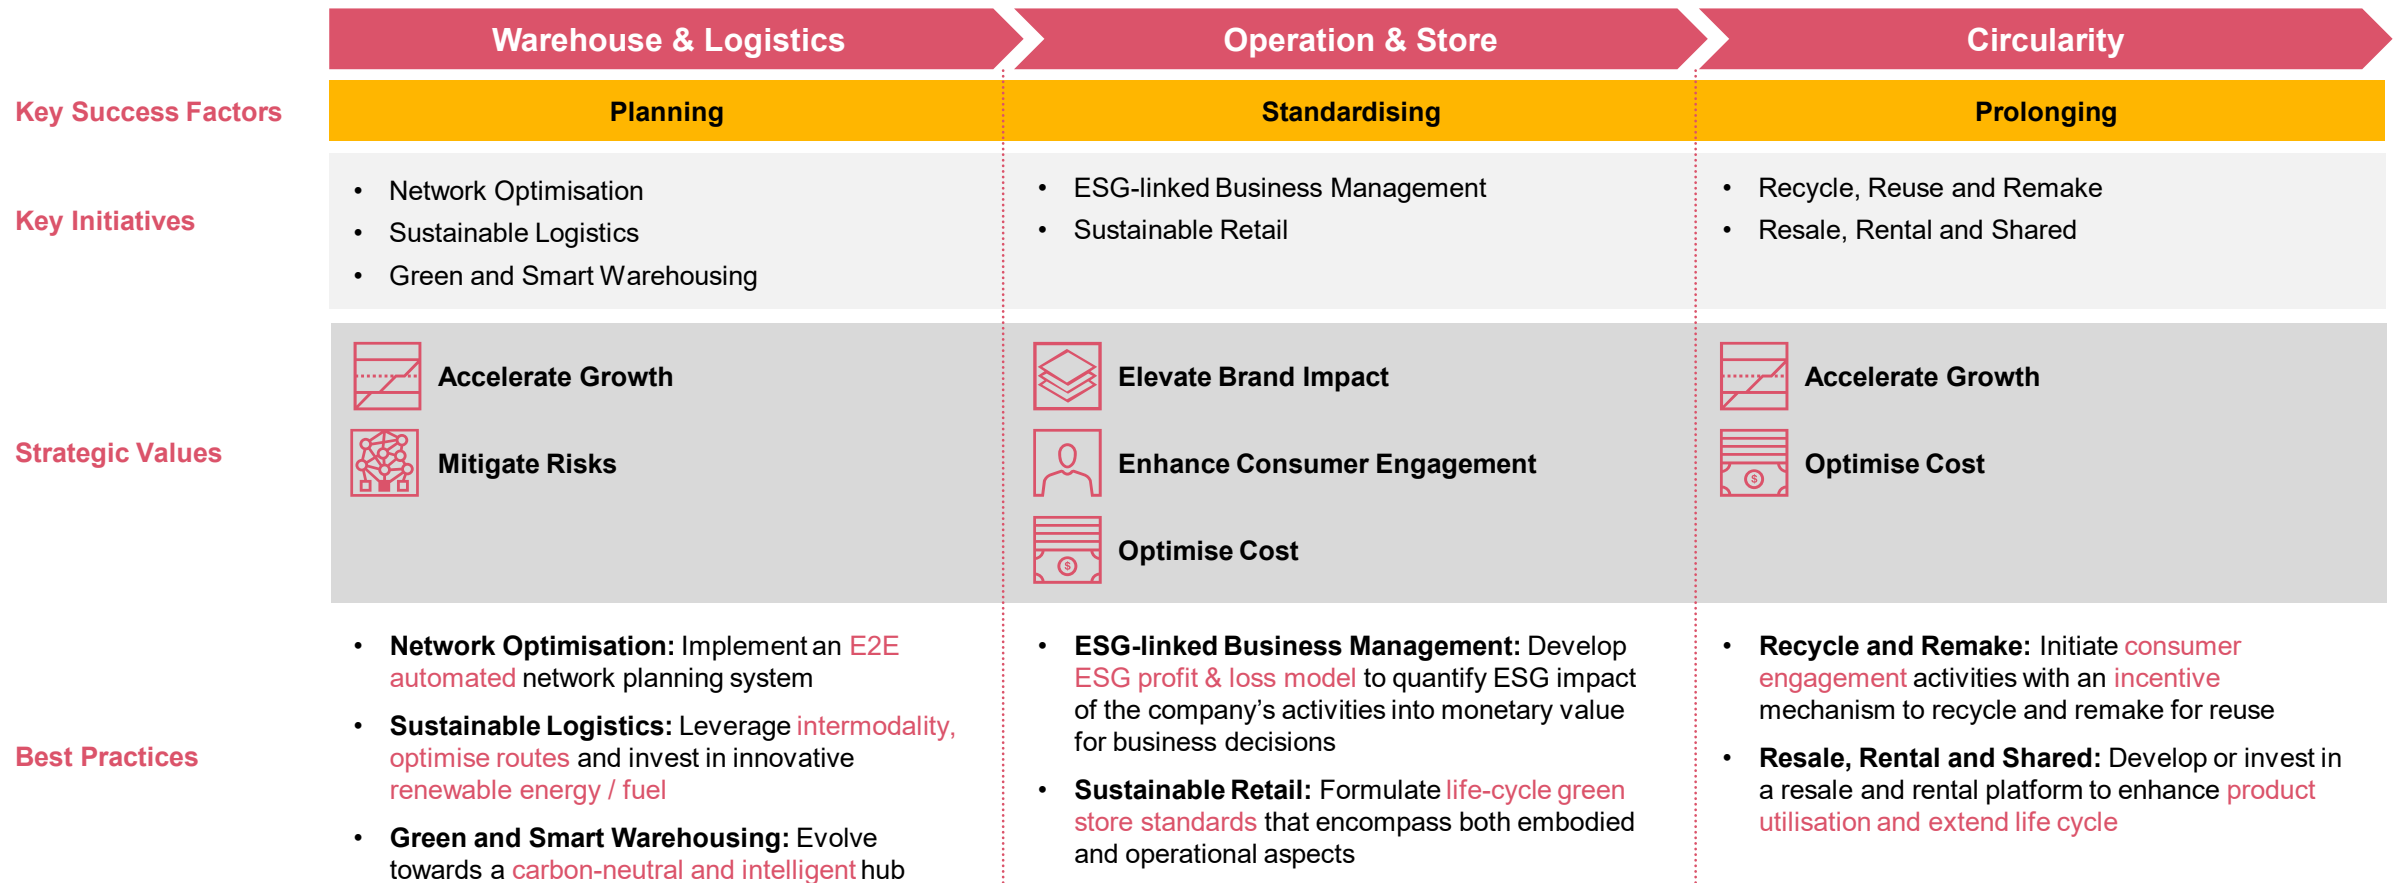 Warehouse & Logistics
Operation & Store
Circularity
Key Success Factors
Planning
Standardising
Prolonging
Key Initiatives
• Network Optimisation
• Sustainable Logistics
• Green and Smart Warehousing
• ESG-linked Business Management
• Sustainable Retail
• Recycle, Reuse and Remake
• Resale, Rental and Shared
Strategic Values
Accelerate Growth
Mitigate Risks
Elevate Brand Impact
Enhance Consumer Engagement
$
Optimise Cost
Accelerate Growth
$
Optimise Cost
Best Practices
• Network Optimisation: Implement an E2E
automated network planning system
• Sustainable Logistics: Leverage intermodality,
optimise routes and invest in innovative
renewable energy / fuel
• Green and Smart Warehousing: Evolve
towards a carbon-neutral and intelligent hub
• ESG-linked Business Management: Develop
ESG profit & loss model to quantify ESG impact
of the company’s activities into monetary value
for business decisions
• Sustainable Retail: Formulate life-cycle green
store standards that encompass both embodied
and operational aspects
• Recycle and Remake: Initiate consumer
engagement activities with an incentive
mechanism to recycle and remake for reuse
• Resale, Rental and Shared: Develop or invest in
a resale and rental platform to enhance product
utilisation and extend life cycle